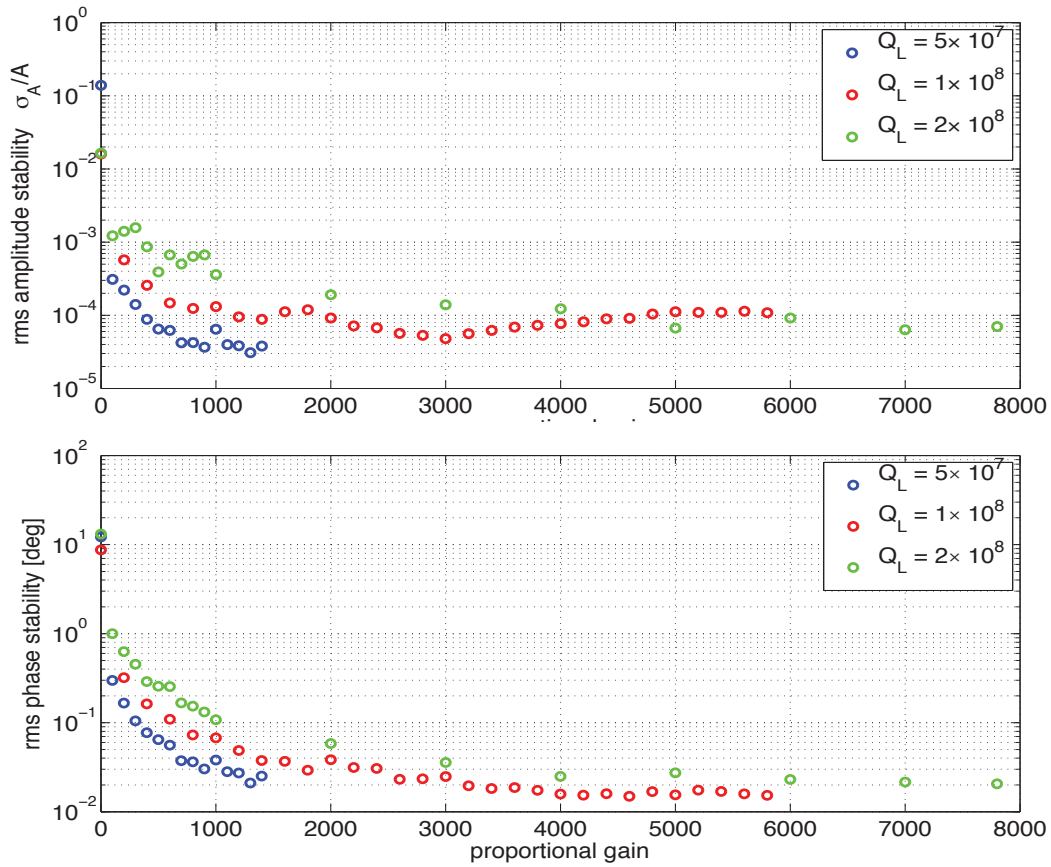 10^0
10^-1
10^-2
10^-3
10^-4
10^-5
rms amplitude stability σ_A/A
Q_L = 5× 10^7
Q_L = 1× 10^8
Q_L = 2× 10^8
0 1000 2000 3000 4000 5000 6000 7000 8000
10^2
10^1
10^0
10^-1
10^-2
rms phase stability [deg]
Q_L = 5× 10^7
Q_L = 1× 10^8
Q_L = 2× 10^8
0 1000 2000 3000 4000 5000 6000 7000 8000
proportional gain